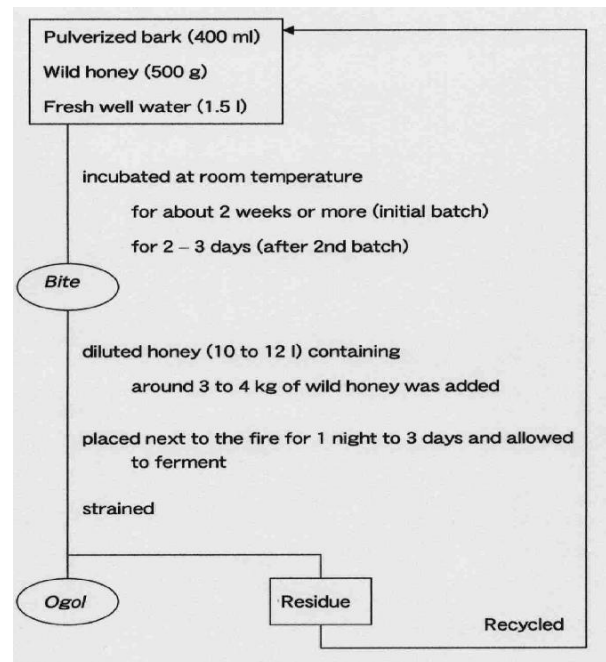 Pulverized bark (400 ml)
Wild honey (500 g)
Fresh well water (1.5 l)
incubated at room temperature
for about 2 weeks or more (initial batch)
for 2 – 3 days (after 2nd batch)
Bite
diluted honey (10 to 12 l) containing
around 3 to 4 kg of wild honey was added
placed next to the fire for 1 night to 3 days and allowed
to ferment
strained
Ogol
Residue
Recycled